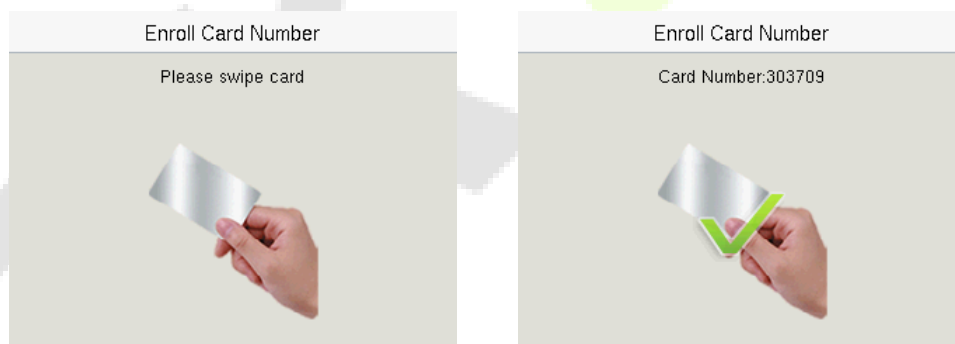 Enroll Card Number
Please swipe card
Enroll Card Number
Card Number:303709